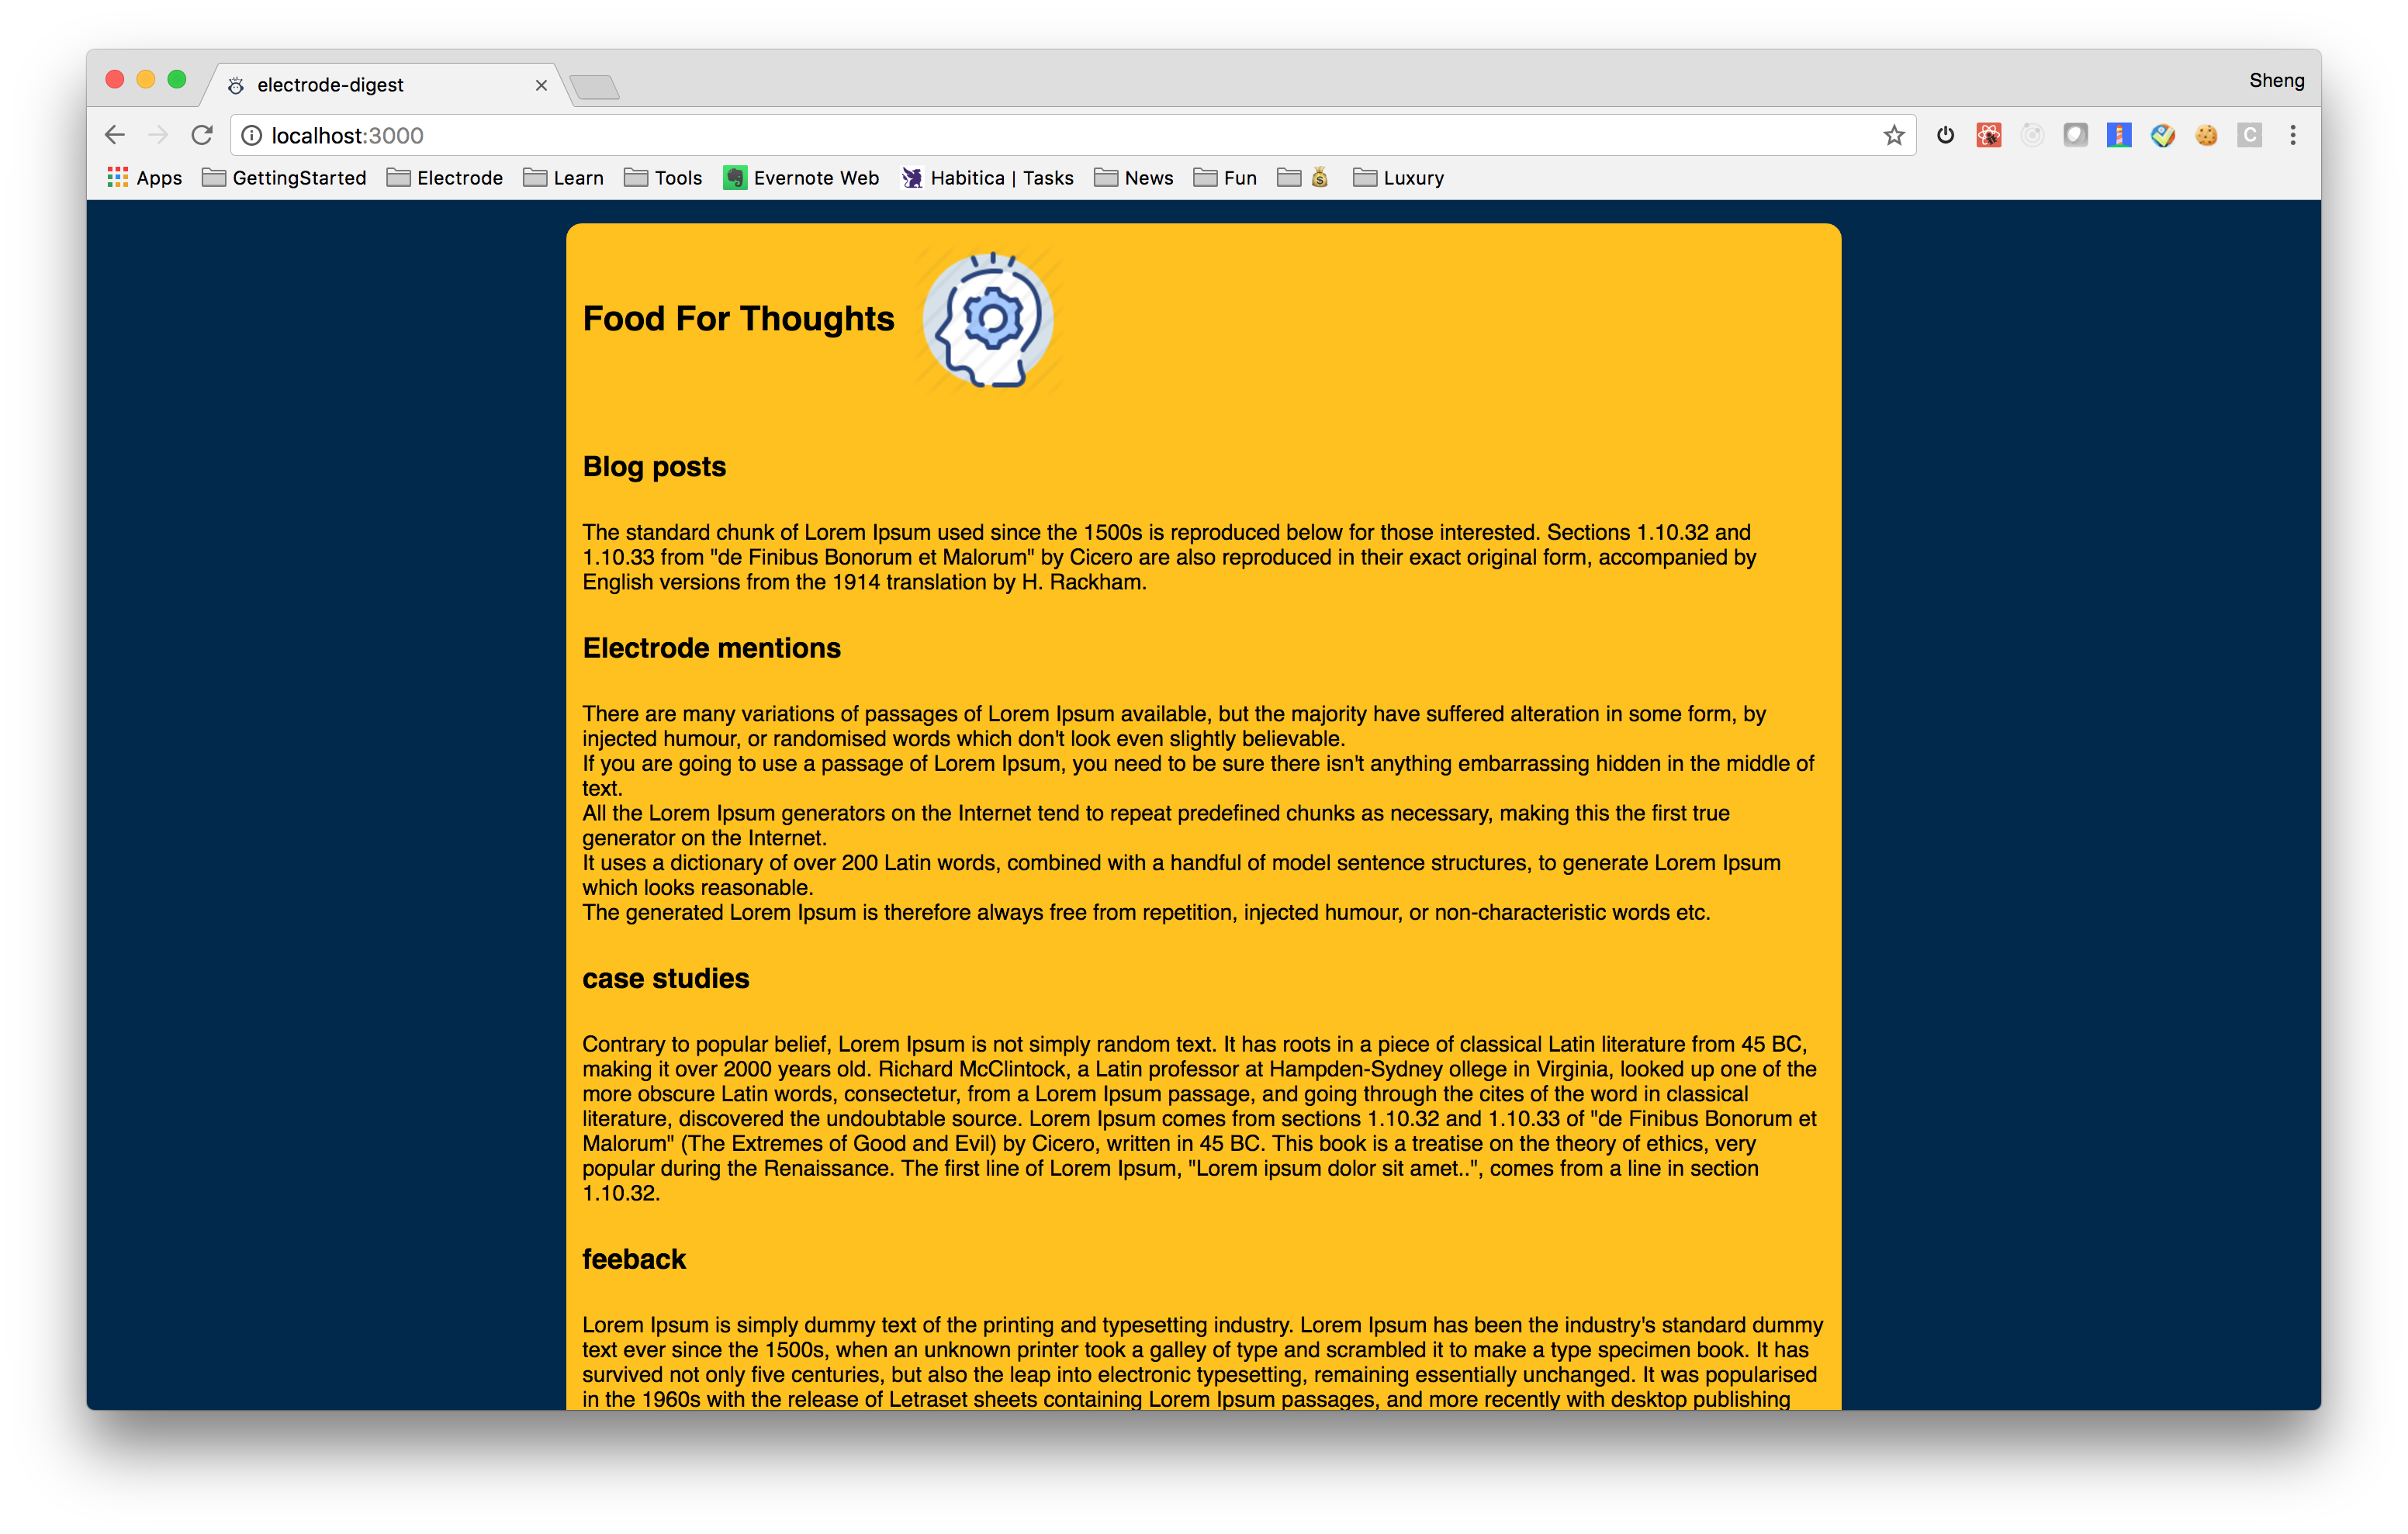 electrode-digest
Sheng
localhost:3000
C
Apps GettingStarted Electrode Learn Tools Evernote Web Habitica | Tasks News Fun Luxury
Food For Thoughts
Blog posts
The standard chunk of Lorem Ipsum used since the 1500s is reproduced below for those interested. Sections 1.10.32 and
1.10.33 from "de Finibus Bonorum et Malorum" by Cicero are also reproduced in their exact original form, accompanied by
English versions from the 1914 translation by H. Rackham.
Electrode mentions
There are many variations of passages of Lorem Ipsum available, but the majority have suffered alteration in some form, by
injected humour, or randomised words which don't look even slightly believable.
If you are going to use a passage of Lorem Ipsum, you need to be sure there isn't anything embarrassing hidden in the middle of
text.
All the Lorem Ipsum generators on the Internet tend to repeat predefined chunks as necessary, making this the first true
generator on the Internet.
It uses a dictionary of over 200 Latin words, combined with a handful of model sentence structures, to generate Lorem Ipsum
which looks reasonable.
The generated Lorem Ipsum is therefore always free from repetition, injected humour, or non-characteristic words etc.
case studies
Contrary to popular belief, Lorem Ipsum is not simply random text. It has roots in a piece of classical Latin literature from 45 BC,
making it over 2000 years old. Richard McClintock, a Latin professor at Hampden-Sydney ollege in Virginia, looked up one of the
more obscure Latin words, consectetur, from a Lorem Ipsum passage, and going through the cites of the word in classical
literature, discovered the undoubtable source. Lorem Ipsum comes from sections 1.10.32 and 1.10.33 of "de Finibus Bonorum et
Malorum" (The Extremes of Good and Evil) by Cicero, written in 45 BC. This book is a treatise on the theory of ethics, very
popular during the Renaissance. The first line of Lorem Ipsum, "Lorem ipsum dolor sit amet..", comes from a line in section
1.10.32.
feeback
Lorem Ipsum is simply dummy text of the printing and typesetting industry. Lorem Ipsum has been the industry's standard dummy
text ever since the 1500s, when an unknown printer took a galley of type and scrambled it to make a type specimen book. It has
survived not only five centuries, but also the leap into electronic typesetting, remaining essentially unchanged. It was popularised
in the 1960s with the release of Letraset sheets containing Lorem Ipsum passages, and more recently with desktop publishing